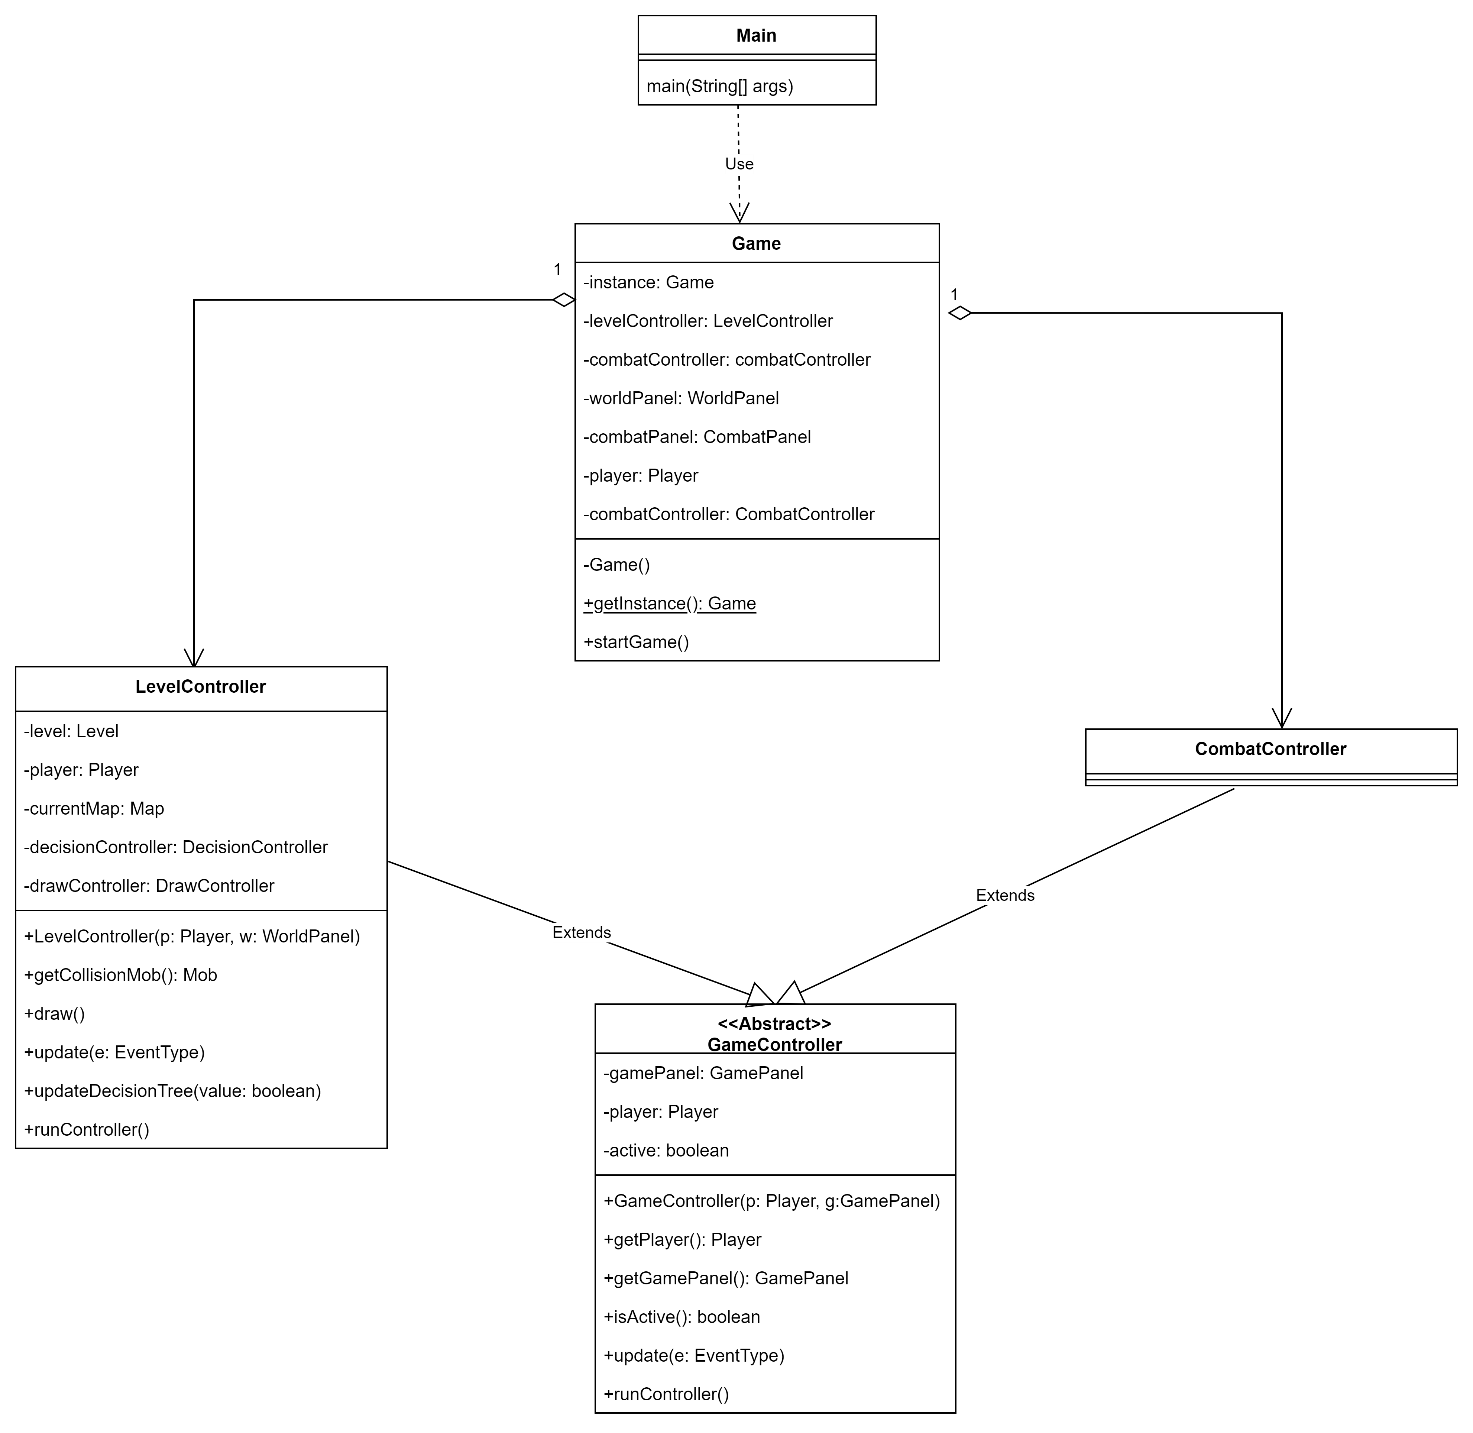 Main
main(String[] args)
Use
Game
1
-instance: Game
-levelController: LevelController
-combatController: combatController
-worldPanel: WorldPanel
-combatPanel: CombatPanel
-player: Player
-combatController: CombatController
-Game()
+getInstance(): Game
+startGame()
1
LevelController
-level: Level
-player: Player
-currentMap: Map
-decisionController: DecisionController
-drawController: DrawController
+LevelController(p: Player, w: WorldPanel)
+getCollisionMob(): Mob
+draw()
+update(e: EventType)
+updateDecisionTree(value: boolean)
+runController()
CombatController
Extends
Extends
<<Abstract>>
GameController
-gamePanel: GamePanel
-player: Player
-active: boolean
+GameController(p: Player, g:GamePanel)
+getPlayer(): Player
+getGamePanel(): GamePanel
+isActive(): boolean
+update(e: EventType)
+runController()